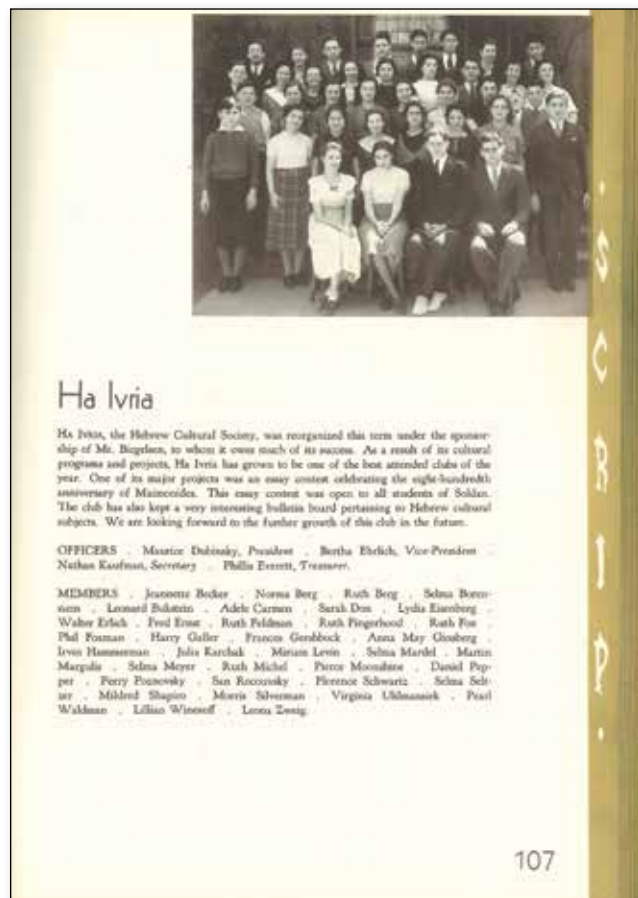 Ha Ivria
HA IVRIA, the Hebrew Cultural Society, was reorganized this term under the sponsor-
ship of Mr. Birgelsen, to whom it owes much of its success. As a result of its cultural
programs and projects, Ha Ivria has grown to be one of the best attended clubs of the
year. One of its major projects was an essay contest celebrating the eight-hundredth
anniversary of Maimonides. This essay contest was open to all students of Soldan.
The club has also kept a very interesting bulletin board pertaining to Hebrew cultural
subjects. We are looking forward to the further growth of this club in the future.
OFFICERS . Maurice Dubinsky, President . Bertha Ehrlich, Vice-President .
Nathan Kaufman, Secretary . Phillis Everett, Treasurer.
MEMBERS . Jeannette Becker . Norma Berg . Ruth Berg . Selma Boren-
stein . Leonard Bukstein . Adele Carmen . Sarah Don . Lydia Eisenberg .
Walter Erlich . Fred Ernst . Ruth Feldman . Ruth Fingerhood . Ruth Fox
Phil Foxman . Harry Galler . Frances Gershbock . Anna May Ginsberg
Irvin Hammerman . Julia Karchak . Miriam Levin . Selma Mardel . Martin
Margulis . Selma Meyer . Ruth Michel . Pierce Moonshine . Daniel Pep-
per . Perry Poznovsky . San . Florence Schwartz . Selma Selt-
zer . Mildred Shapiro . Morris Silverman . Virginia . Pearl
Waldman . Lillian Winesoff . Leona Zweig
107
· SCRIP ·